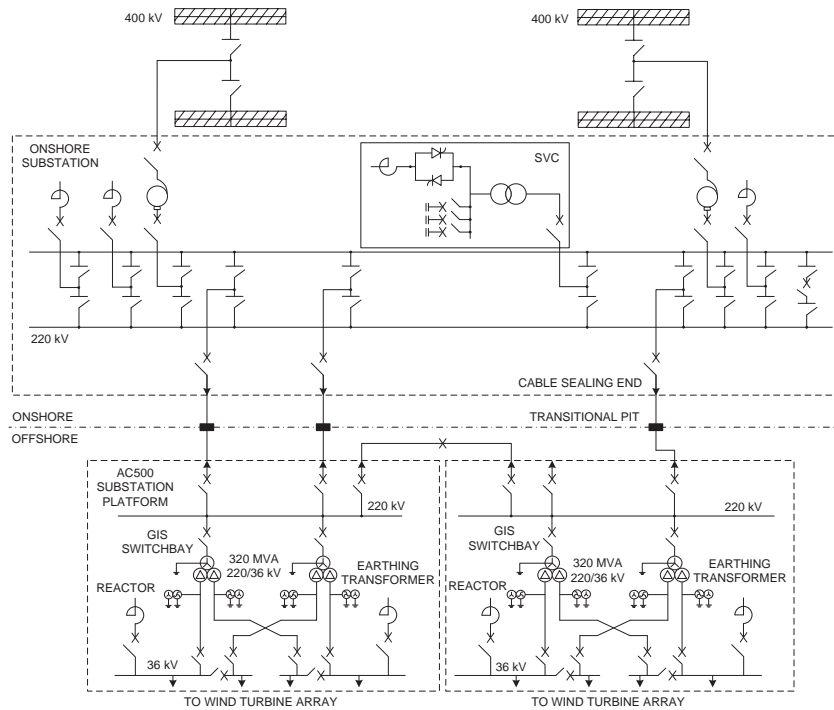 400 kV
400 kV
ONSHORE
SUBSTATION
SVC
220 kV
CABLE SEALING END
ONSHORE
TRANSITIONAL PIT
OFFSHORE
AC500
SUBSTATION
PLATFORM
220 kV
220 kV
GIS
SWITCHBAY
320 MVA
220/36 kV
EARTHING
TRANSFORMER
REACTOR
36 kV
GIS
SWITCHBAY
320 MVA
220/36 kV
EARTHING
TRANSFORMER
REACTOR
36 kV
TO WIND TURBINE ARRAY
TO WIND TURBINE ARRAY